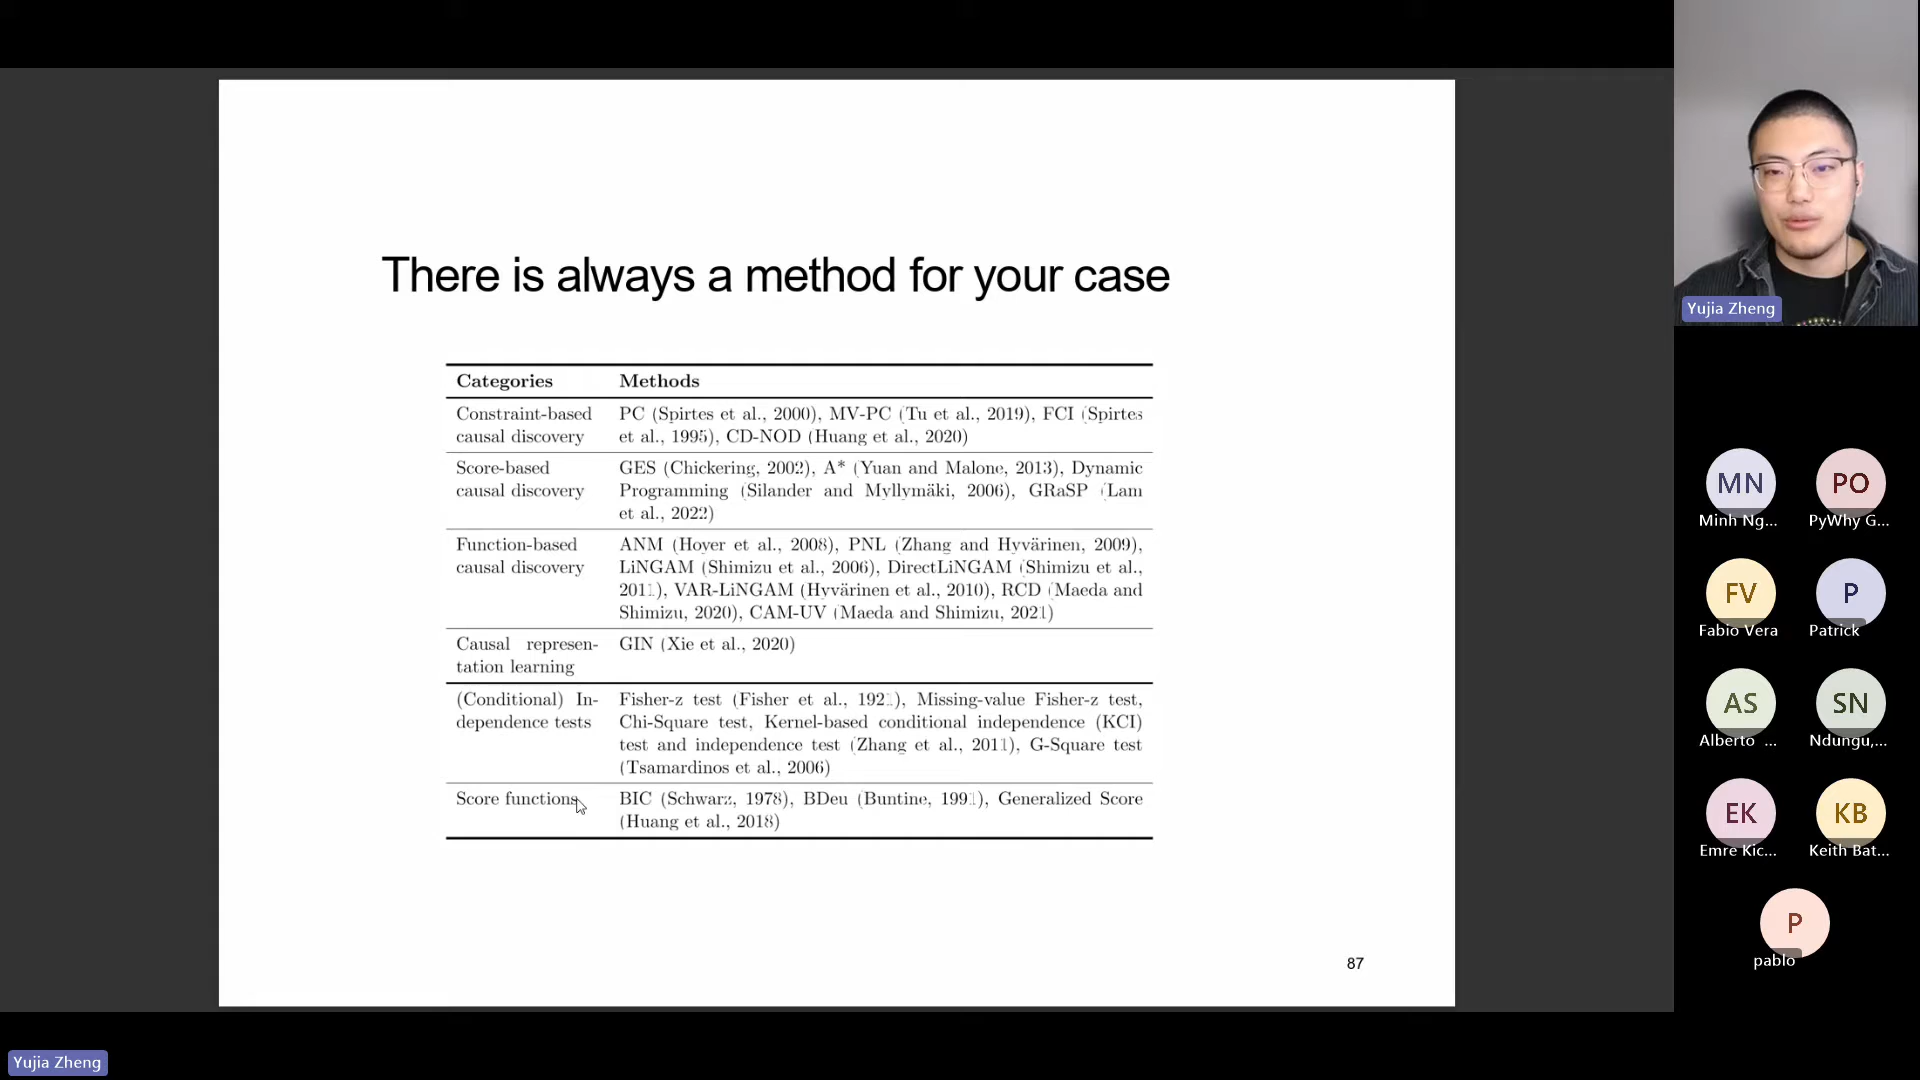 There is always a method for your case
Categories Methods
Constraint-based causal discovery
PC (Spirtes et al., 2000), MV-PC (Tu et al., 2019), FCI (Spirtes
et al., 1995), CD-NOD (Huang et al., 2020)
Score-based causal discovery
GES (Chickering, 2002), A* (Yuan and Malone, 2013), Dynamic
Programming (Silander and Myllymäki, 2006), GRaSP (Lam
et al., 2022)
Function-based causal discovery
ANM (Hoyer et al., 2008), PNL (Zhang and Hyvärinen, 2009),
LiNGAM (Shimizu et al., 2006), DirectLiNGAM (Shimizu et al.,
2011), VAR-LiNGAM (Hyvärinen et al., 2010), RCD (Maeda and
Shimizu, 2020), CAM-UV (Maeda and Shimizu, 2021)
Causal represen-
tation learning
GIN (Xie et al., 2020)
(Conditional) In-
dependence tests
Fisher-z test (Fisher et al., 1921), Missing-value Fisher-z test,
Chi-Square test, Kernel-based conditional independence (KCI)
test and independence test (Zhang et al., 2011), G-Square test
(Tsamardinos et al., 2006)
Score functions
BIC (Schwarz, 1978), BDeu (Buntine, 1991), Generalized Score
(Huang et al., 2018)
87
Yujia Zheng
MN PO
Minh Ng... PyWhy G...
FV P
Fabio Vera Patrick
AS SN
Alberto ... Ndungu,...
EK KB
Emre Kic... Keith Bat...
P
pablo
Yujia Zheng